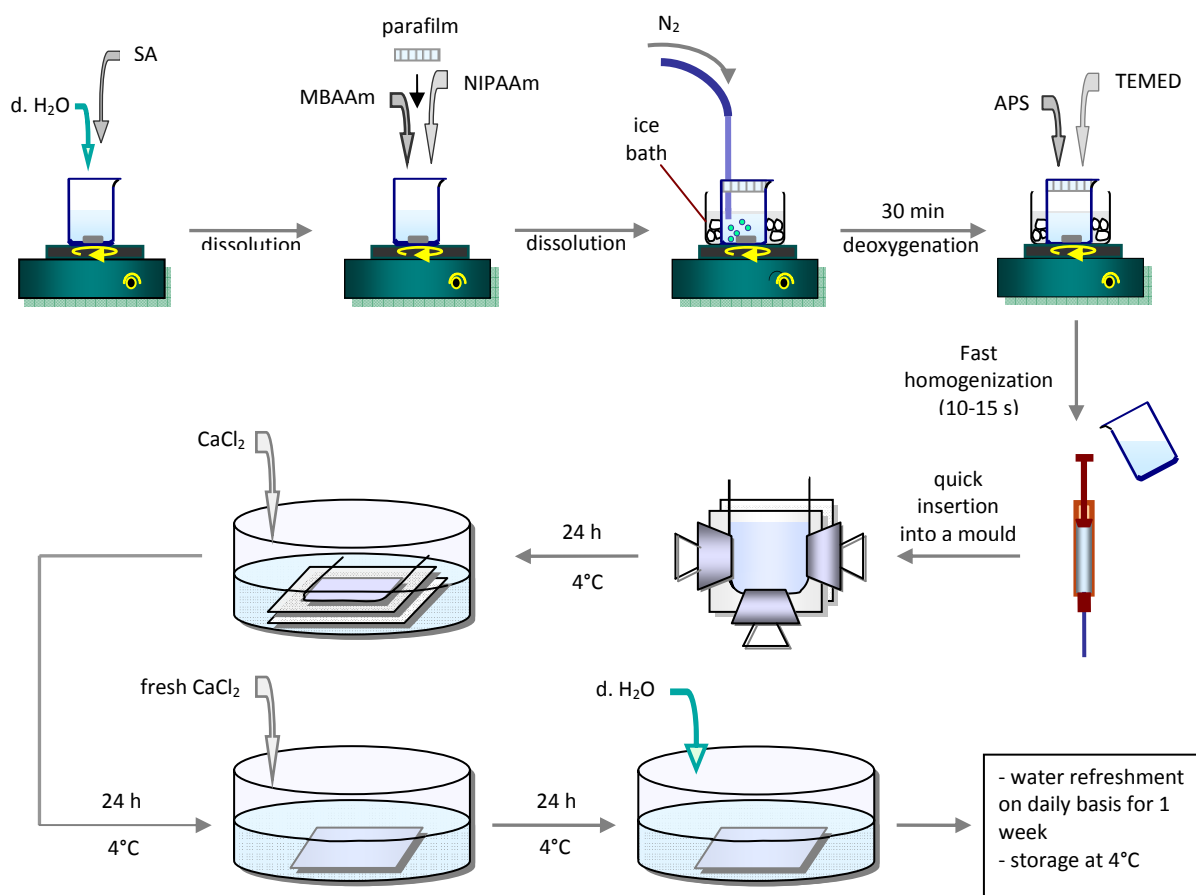 SA
d. H₂O
parafilm
MBAAm
NIPAAm
N₂
ice
bath
APS
TEMED
dissolution
dissolution
30 min
deoxygenation
Fast
homogenization
(10-15 s)
quick
insertion
into a mould
24 h
4°C
CaCl₂
24 h
4°C
fresh CaCl₂
24 h
4°C
d. H₂O
- water refreshment
on daily basis for 1
week
- storage at 4°C